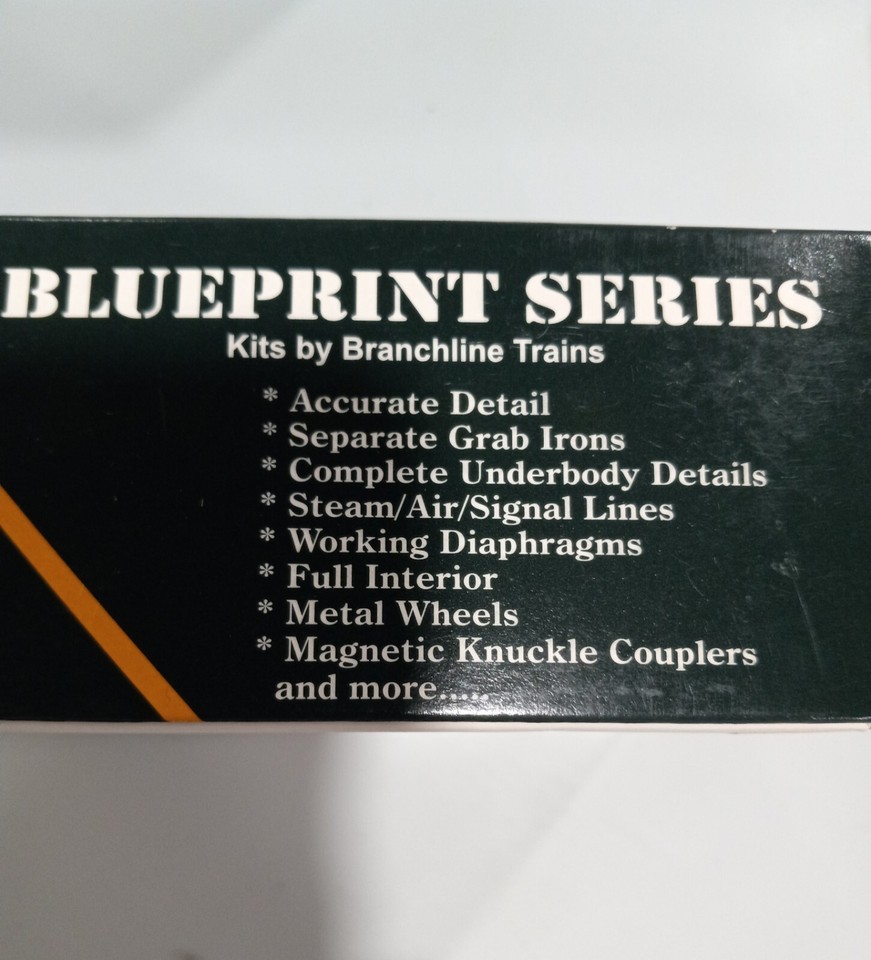 BLUEPRINT SERIES
Kits by Branchline Trains
* Accurate Detail
* Separate Grab Irons
* Complete Underbody Details
* Steam/Air/Signal Lines
* Working Diaphragms
* Full Interior
* Metal Wheels
* Magnetic Knuckle Couplers
and more.....